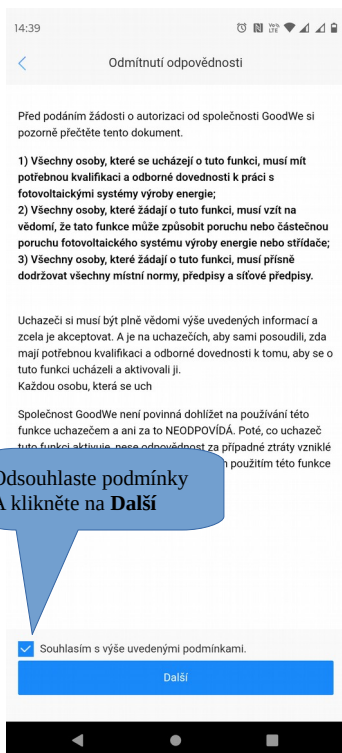 14:39
Odmítnutí odpovědnosti
Před podáním žádosti o autorizaci od společnosti GoodWe si
pozorně přečtěte tento dokument.
1) Všechny osoby, které se ucházejí o tuto funkci, musí mít
potřebnou kvalifikaci a odborné dovednosti k práci s
fotovoltaickými systémy výroby energie;
2) Všechny osoby, které žádají o tuto funkci, musí vzít na
vědomí, že tato funkce může způsobit poruchu nebo částečnou
poruchu fotovoltaického systému výroby energie nebo střídače;
3) Všechny osoby, které žádají o tuto funkci, musí přísně
dodržovat všechny místní normy, předpisy a síťové předpisy.
Uchazeči si musí být plně vědomi výše uvedených informací a
zcela je akceptovat. A je na uchazečích, aby sami posoudili, zda
mají potřebnou kvalifikaci a odborné dovednosti k tomu, aby se o
tuto funkci ucházeli a aktivovali ji.
Každou osobu, která se uch
Společnost GoodWe není povinná dohlížet na používání této
funkce uchazečem a ani za to NEODPOVÍDÁ. Poté, co uchazeč
tuto funkci aktivuje, nese odpovědnost za případné ztráty vzniklé
použitím této funkce
Odsouhlaste podmínky
A klikněte na Další
Souhlasím s výše uvedenými podmínkami.
Další